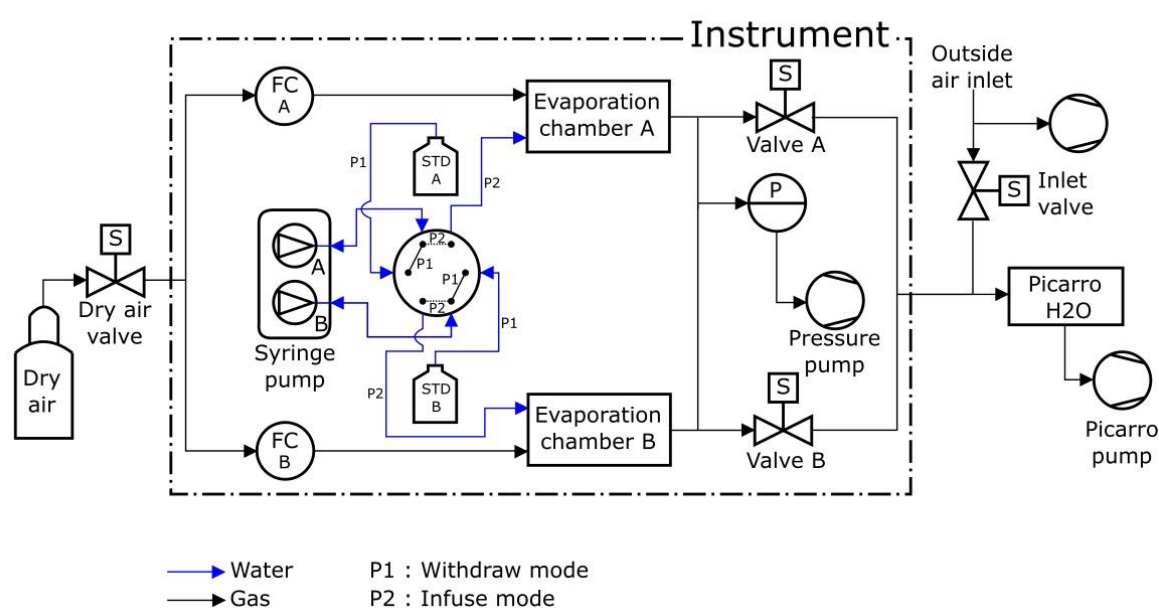 Instrument
Outside
air inlet
S
FC
A
Evaporation
chamber A
Valve A
P1
STD
A
P2
S
Inlet
valve
P
S
Dry air
valve
A
B
Syringe
pump
P2
P1
P1
P2
P1
Picarro
H2O
Pressure
pump
Dry
air
P2
STD
B
S
Evaporation
chamber B
Valve B
FC
B
Picarro
pump
Water
P1 : Withdraw mode
Gas
P2 : Infuse mode